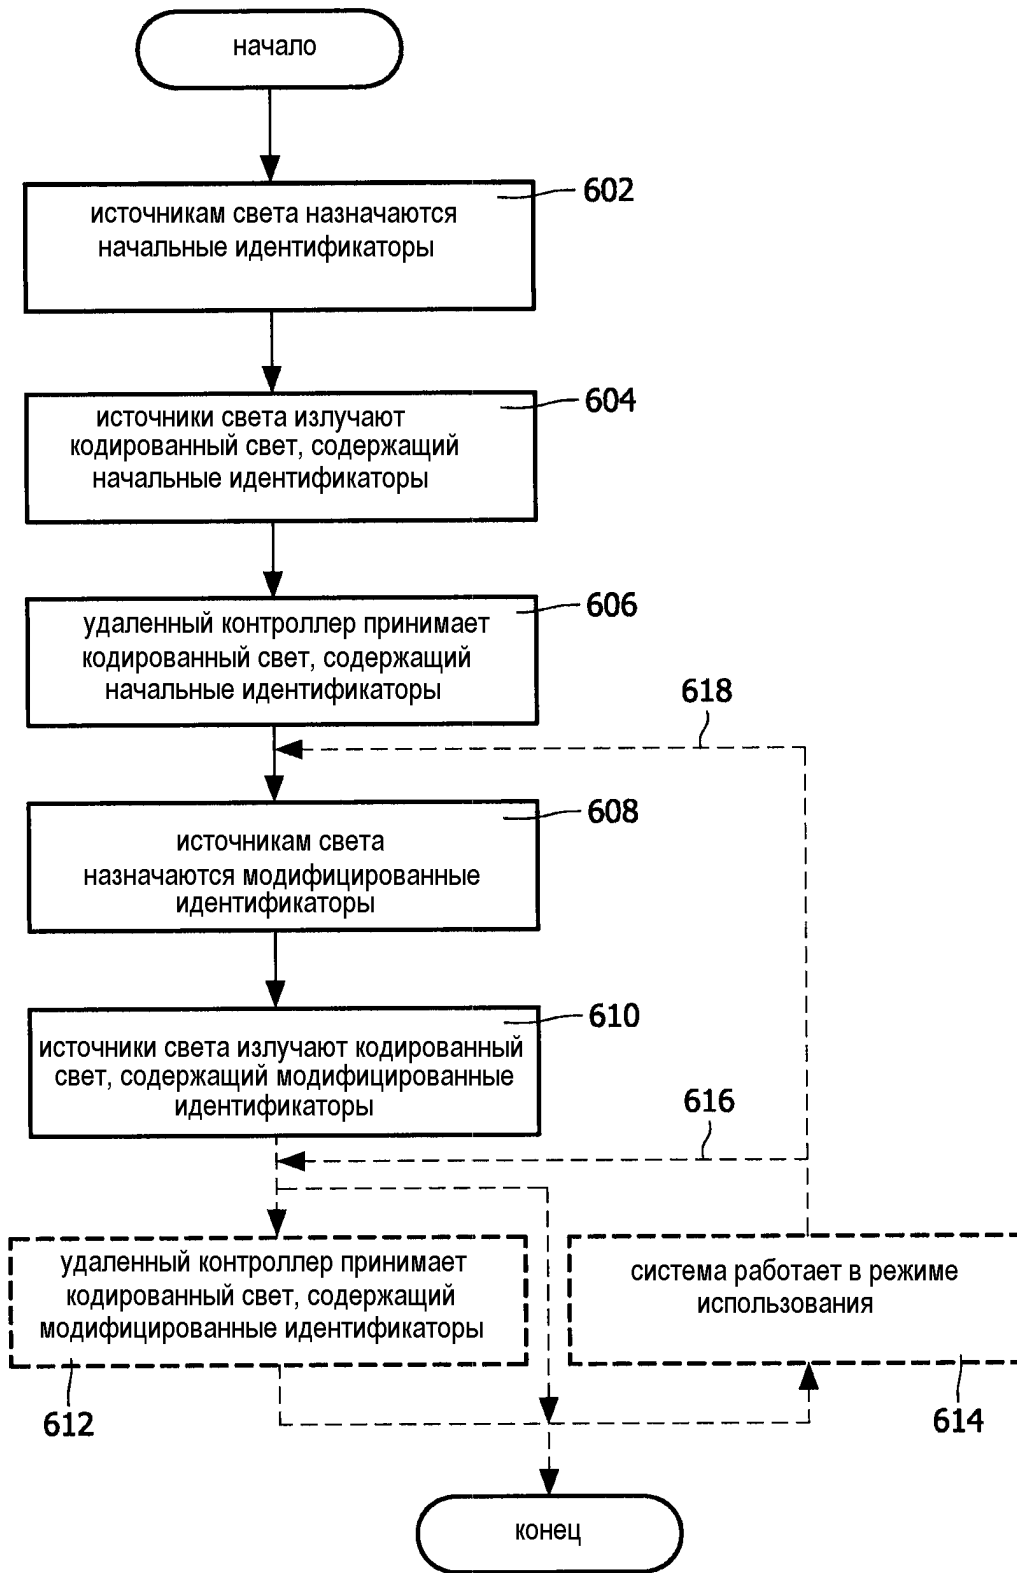 начало
602
источникам света назначаются
начальные идентификаторы
604
источники света излучают
кодированный свет, содержащий
начальные идентификаторы
606
удаленный контроллер принимает
кодированный свет, содержащий
начальные идентификаторы
618
608
источникам света
назначаются модифицированные
идентификаторы
610
источники света излучают кодированный
свет, содержащий модифицированные
идентификаторы
616
удаленный контроллер принимает
кодированный свет, содержащий
модифицированные идентификаторы
система работает в режиме
использования
612
614
конец